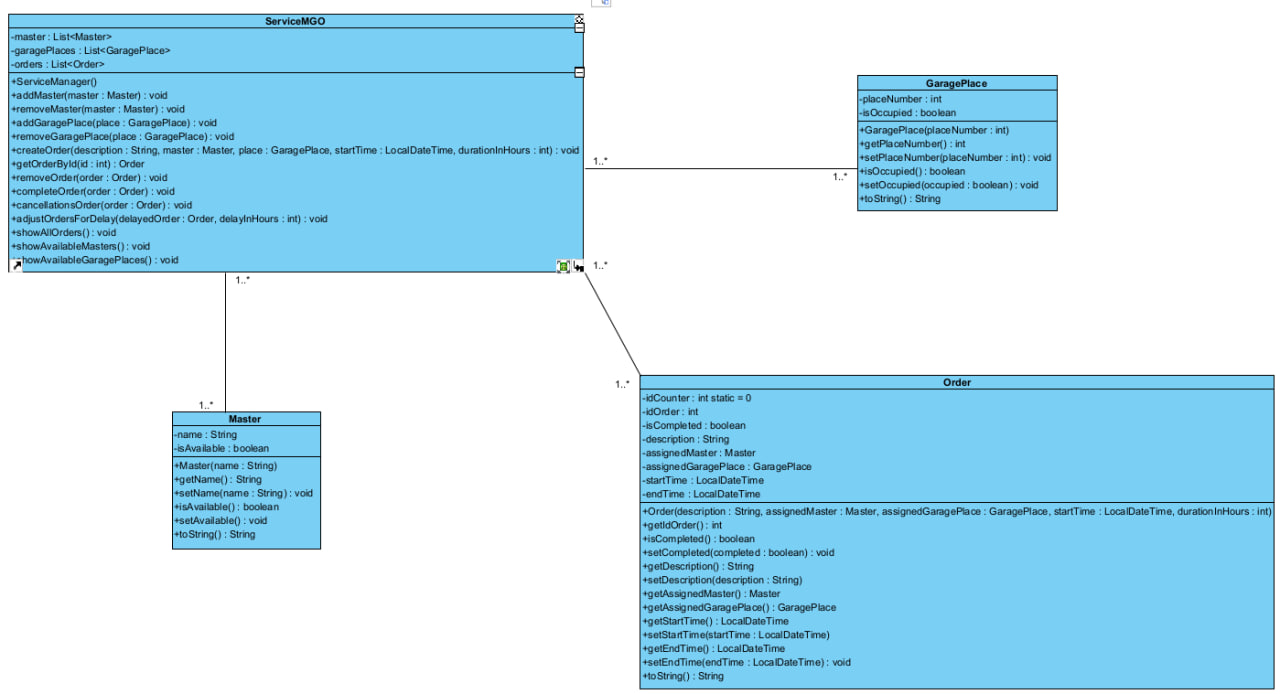 ServiceMGO
-master : List<Master>
-garagePlaces : List<GaragePlace>
-orders : List<Order>
+ServiceManager()
+addMaster(master : Master) : void
+removeMaster(master : Master) : void
+addGaragePlace(place : GaragePlace) : void
+removeGaragePlace(place : GaragePlace) : void
+createOrder(description : String, master : Master, place : GaragePlace, startTime : LocalDateTime, durationInHours : int) : void
+getOrderById(id : int) : Order
+removeOrder(order : Order) : void
+completeOrder(order : Order) : void
+cancellationsOrder(order : Order) : void
+adjustOrdersForDelay(delayedOrder : Order, delayInHours : int) : void
+showAllOrders() : void
+showAvailableMasters() : void
howAvailableGaragePlaces() : void
1..*
1..*
GaragePlace
-placeNumber : int
-isOccupied : boolean
+GaragePlace(placeNumber : int)
+getPlaceNumber() : int
+setPlaceNumber(placeNumber : int) : void
+isOccupied() : boolean
+setOccupied(occupied : boolean) : void
+toString() : String
1..*
1..*
1..*
1..*
Master
-name : String
-isAvailable : boolean
+Master(name : String)
+getName() : String
+setName(name : String) : void
+isAvailable() : boolean
+setAvailable() : void
+toString() : String
Order
-idCounter : int static = 0
-idOrder : int
-isCompleted : boolean
-description : String
-assignedMaster : Master
-assignedGaragePlace : GaragePlace
-startTime : LocalDateTime
-endTime : LocalDateTime
+Order(description : String, assignedMaster : Master, assignedGaragePlace : GaragePlace, startTime : LocalDateTime, durationInHours : int)
+getIdOrder() : int
+isCompleted() : boolean
+setCompleted(completed : boolean) : void
+getDescription() : String
+setDescription(description : String)
+getAssignedMaster() : Master
+getAssignedGaragePlace() : GaragePlace
+getStartTime() : LocalDateTime
+setStartTime(startTime : LocalDateTime)
+getEndTime() : LocalDateTime
+setEndTime(endTime : LocalDateTime) : void
+toString() : String